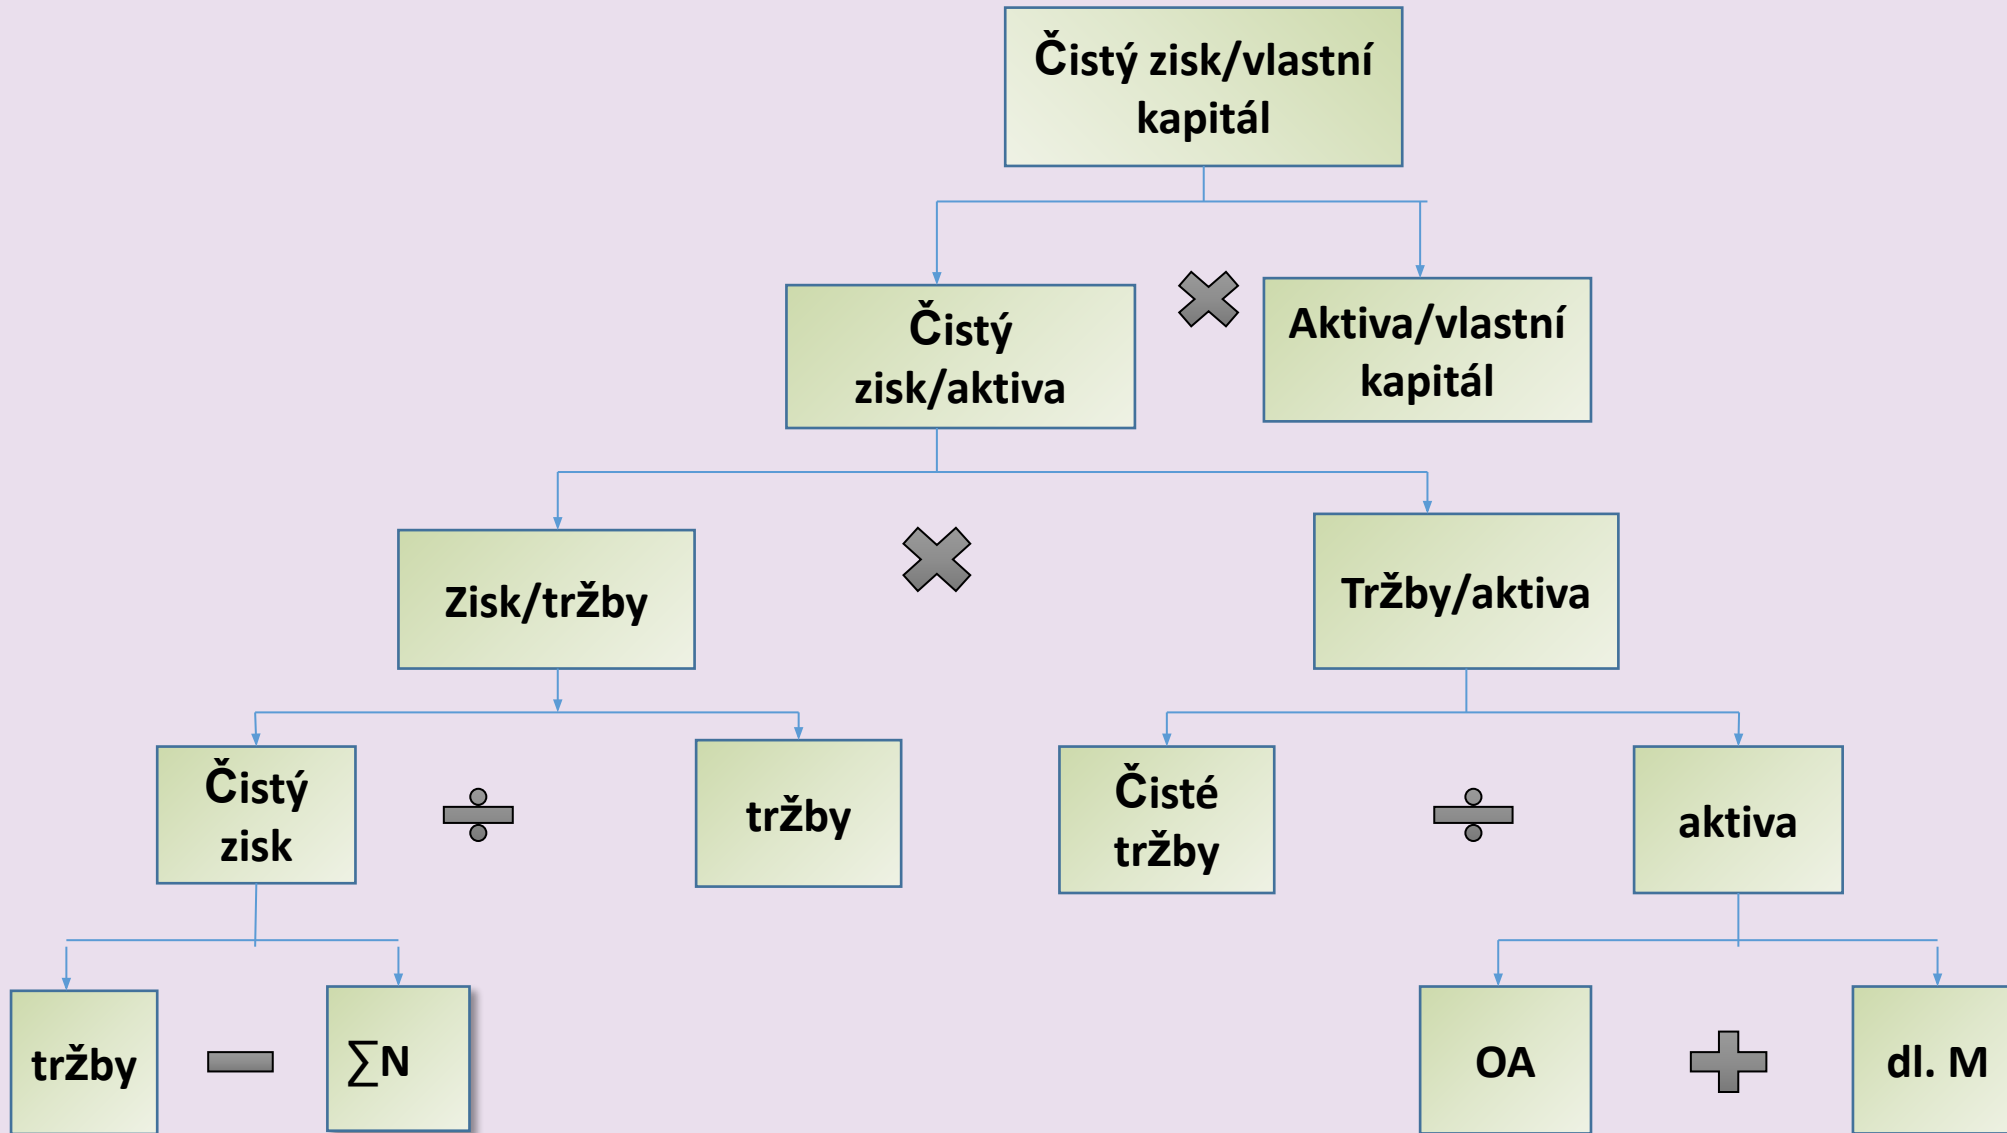 Čistý zisk/vlastní
kapitál
Čistý
zisk/aktiva
Aktiva/vlastní
kapitál
Zisk/tržby
Tržby/aktiva
Čistý
zisk
tržby
Čisté
tržby
aktiva
tržby
∑N
OA
dl. M